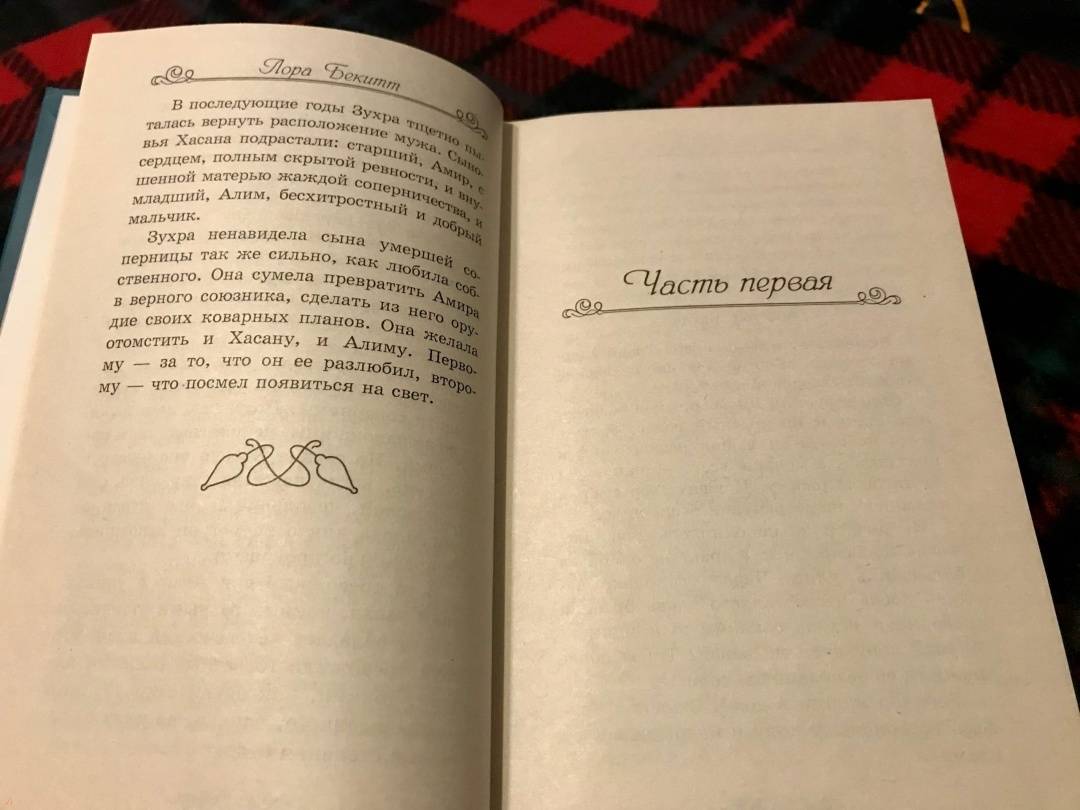 Лора Бекитт
В последующие годы Зухра тщетно пы-
талась вернуть расположение мужа. Сыно-
вья Хасана подрастали: старший, Амир, с
сердцем, полным скрытой ревности, и вну-
шенной матерью жаждой соперничества, и
младший, Алим, бесхитростный и добрый
мальчик.
Зухра ненавидела сына умершей со-
перницы так же сильно, как любила соб-
ственного. Она сумела превратить Амира
в верного союзника, сделать из него ору-
дие своих коварных планов. Она желала
отомстить и Хасану, и Алиму. Перво-
му — за то, что он ее разлюбил, второ-
му — что посмел появиться на свет.
Часть первая